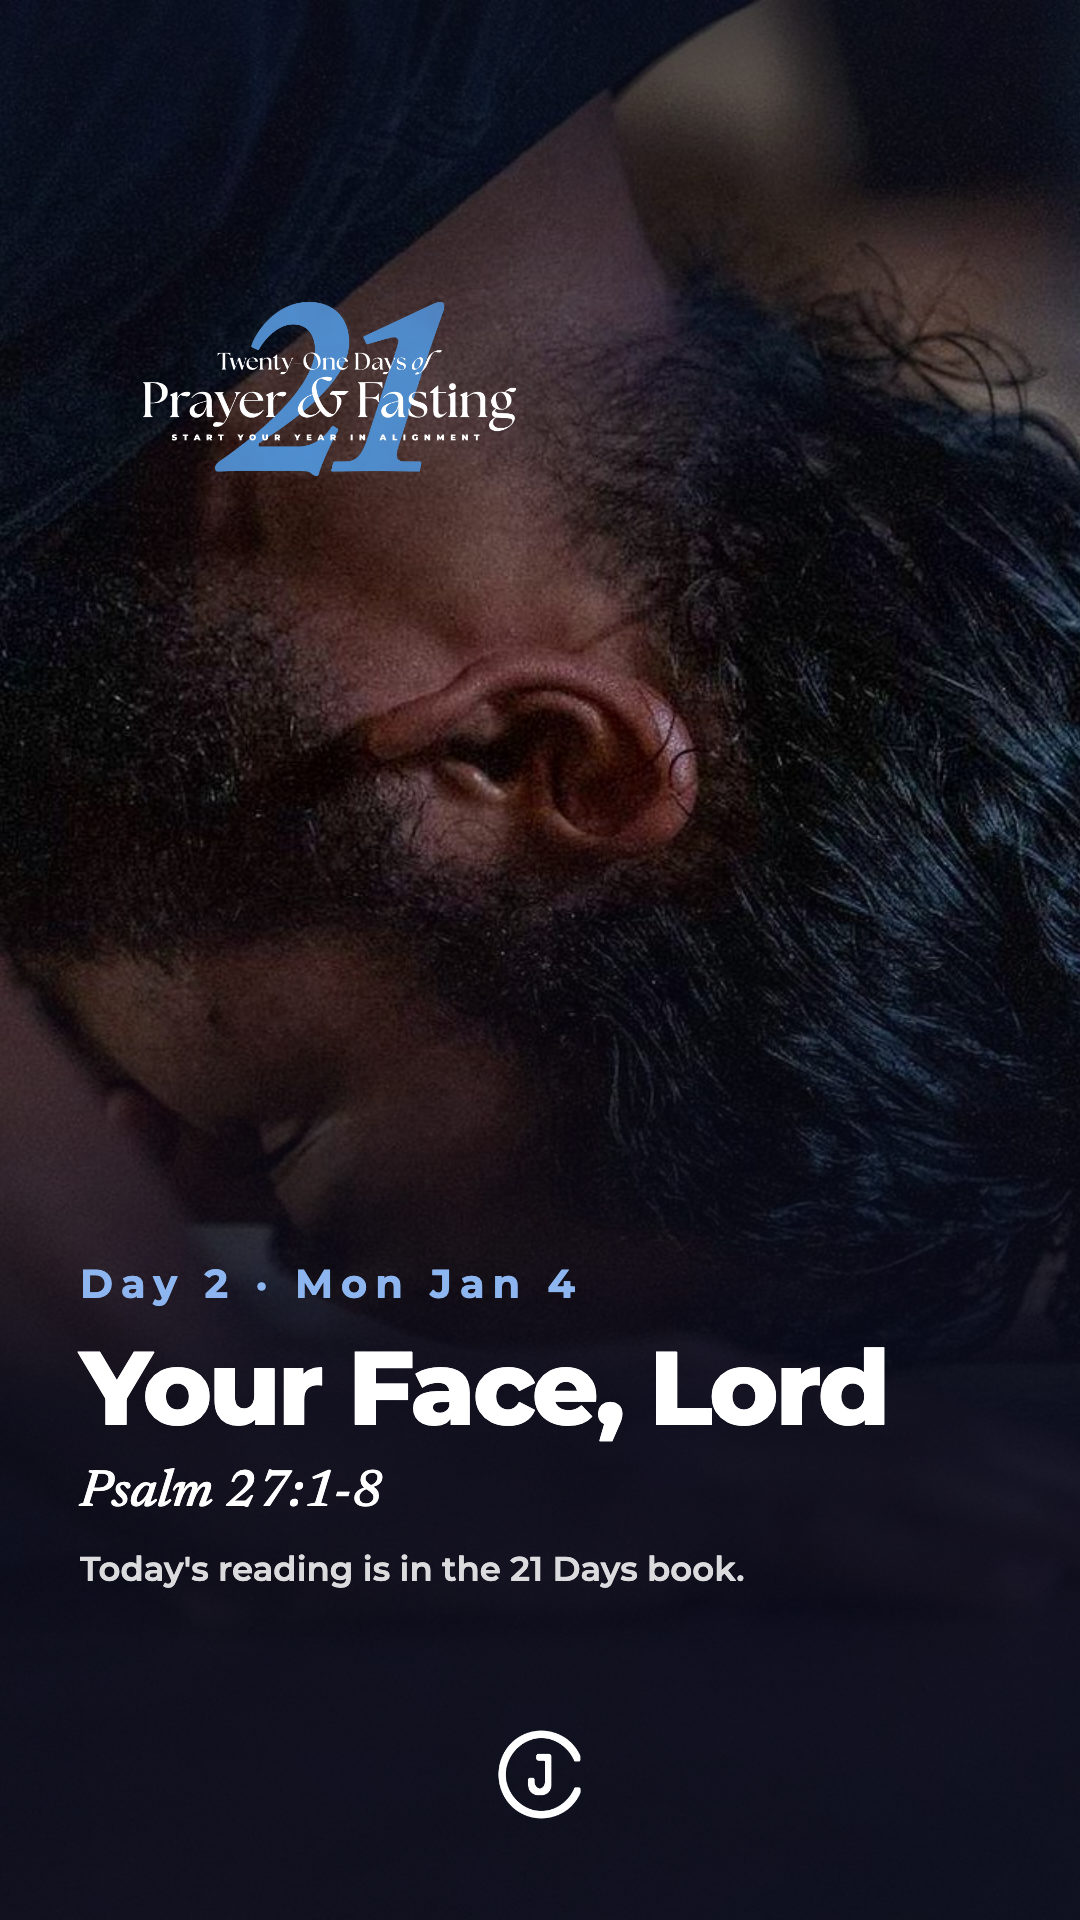 21
Twenty-One Days of
Prayer & Fasting
START YOUR YEAR IN ALIGNMENT
Day 2 · Mon Jan 4
Your Face, Lord
Psalm 27:1-8
Today's reading is in the 21 Days book.
CJ